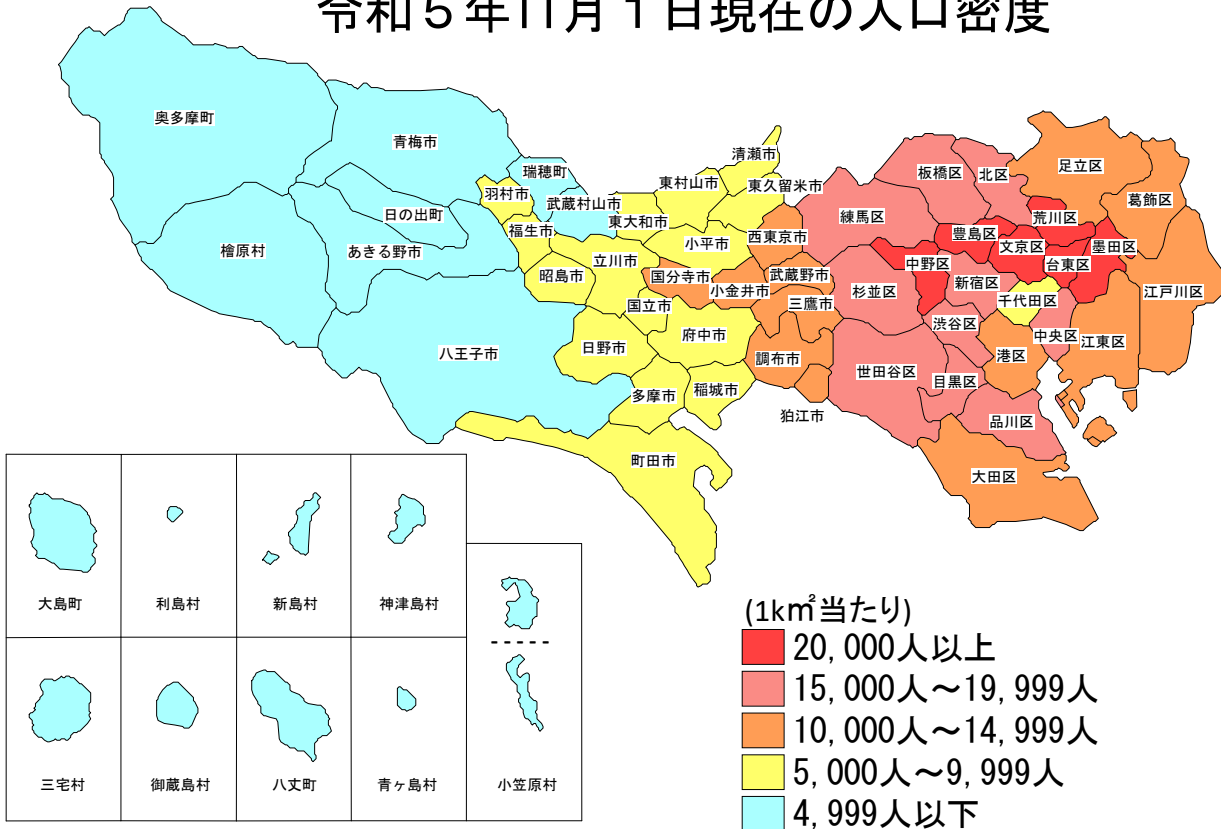 令和５年11月１日現在の人口密度
奥多摩町
青梅市
瑞穂町
羽村市
武蔵村山市
日の出町
あきる野市
檜原村
福生市
昭島市
立川市
八王子市
日野市
国立市
国分寺市
東大和市
東村山市
清瀬市
東久留米市
小平市
西東京市
小金井市
武蔵野市
三鷹市
府中市
調布市
多摩市
稲城市
狛江市
町田市
板橋区
北区
足立区
葛飾区
練馬区
豊島区
荒川区
文京区
台東区
墨田区
中野区
新宿区
千代田区
江戸川区
杉並区
渋谷区
中央区
江東区
港区
世田谷区
目黒区
品川区
大田区
大島町
利島村
新島村
神津島村
三宅村
御蔵島村
八丈町
青ヶ島村
小笠原村
(1k㎡当たり)
20,000人以上
15,000人～19,999人
10,000人～14,999人
5,000人～9,999人
4,999人以下